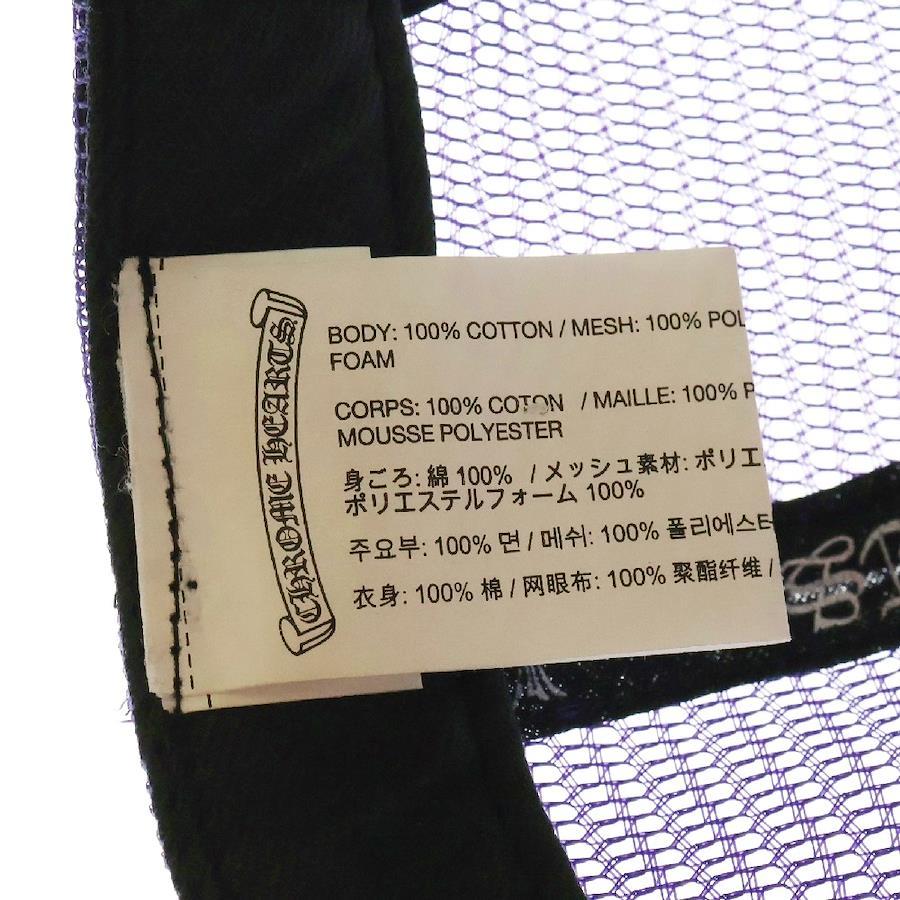 CHROME HEARTS
BODY: 100% COTTON / MESH: 100% POL
FOAM
CORPS: 100% COTON / MAILLE: 100% P
MOUSSE POLYESTER
身ごろ: 綿 100% / メッシュ素材: ポリエ
ポリエステルフォーム 100%
주요부: 100% 면 / 메쉬: 100% 폴리에스터
衣身: 100% 棉 / 网眼布: 100% 聚酯纤维 /